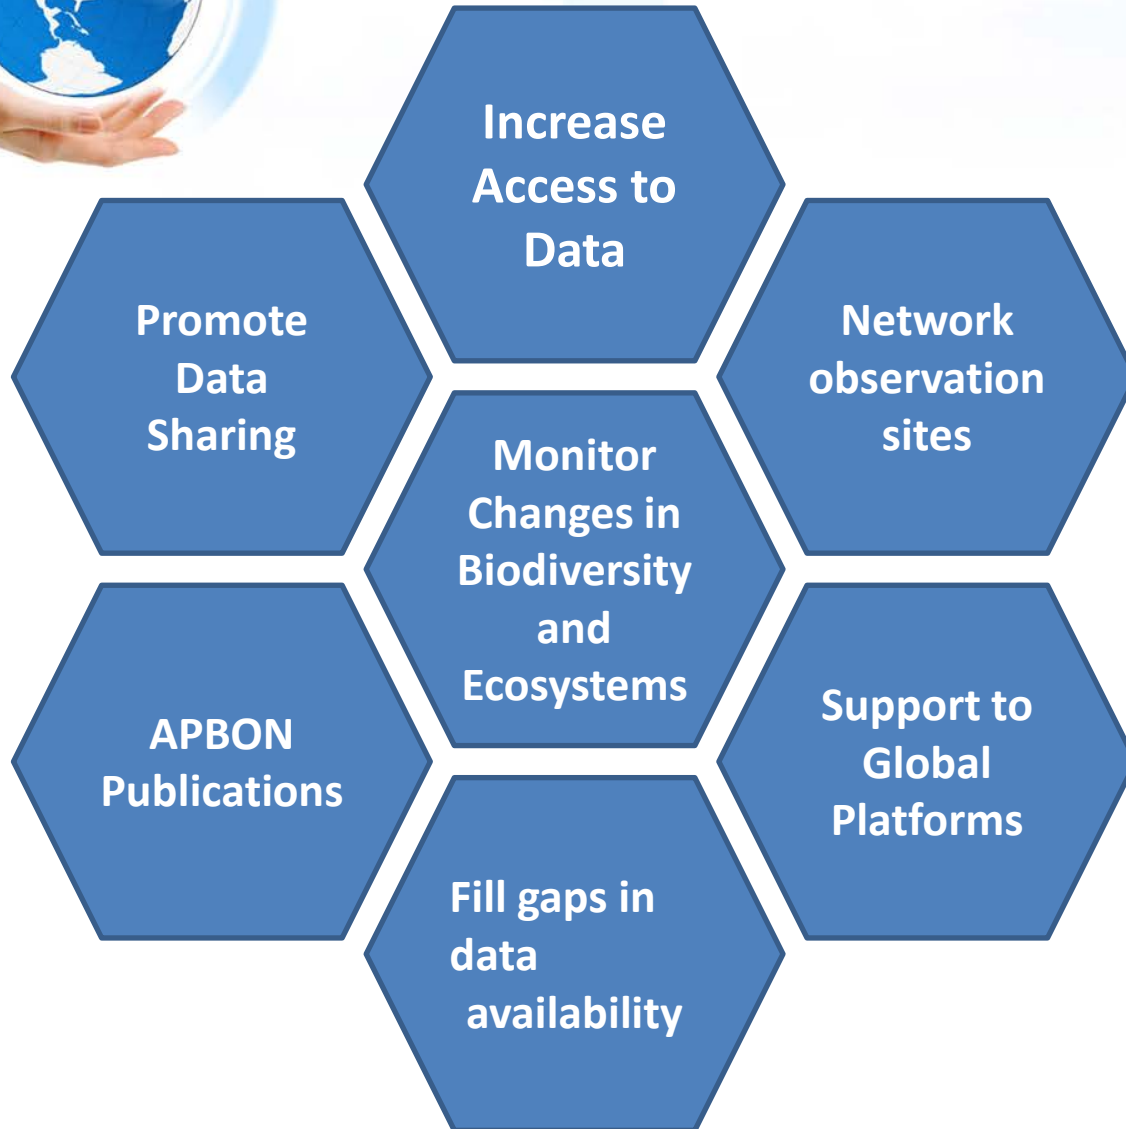 Increase
Access to
Data
Promote
Data
Sharing
Network
observation
sites
Monitor
Changes in
Biodiversity
and
Ecosystems
APBON
Publications
Support to
Global
Platforms
Fill gaps in
data
availability